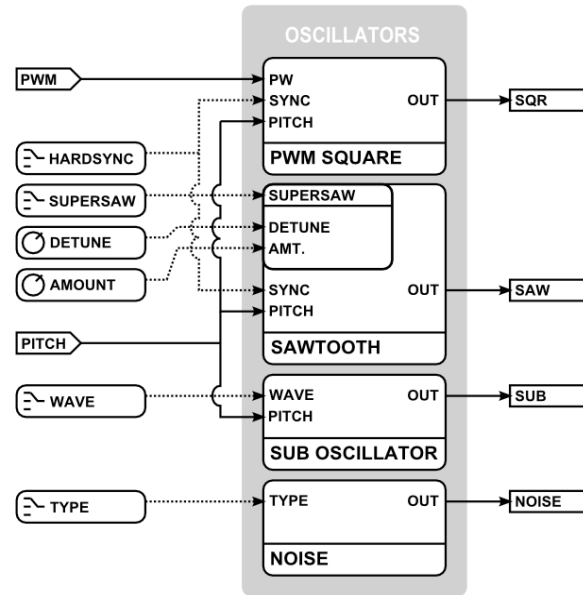 OSCILLATORS
PWM
PW
SYNC
OUT
SQR
PITCH
HARDSYNC
PWM SQUARE
SUPERSAW
SUPERSAW
DETUNE
DETUNE
AMT.
AMOUNT
SYNC
OUT
SAW
PITCH
PITCH
SAWTOOTH
WAVE
WAVE
OUT
SUB
PITCH
SUB OSCILLATOR
TYPE
TYPE
OUT
NOISE
NOISE